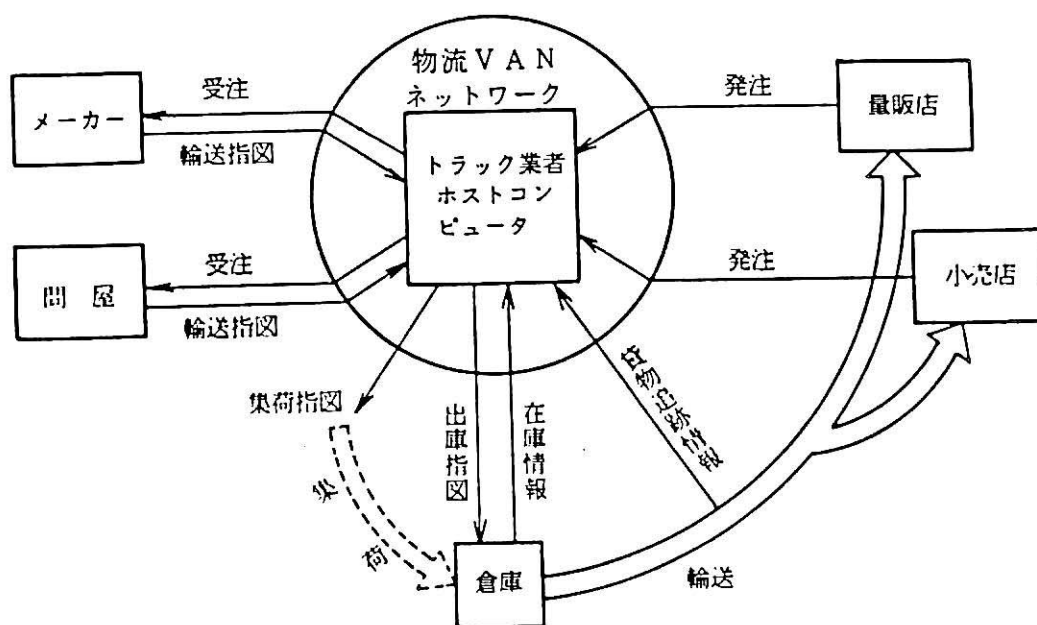 物流VAN
ネットワーク
トラック業者
ホストコン
ピュータ
メーカー
受注
輸送指図
問屋
受注
輸送指図
発注
量販店
発注
小売店
集荷指図
集荷
出庫指図
在庫情報
貨物追跡情報
倉庫
輸送